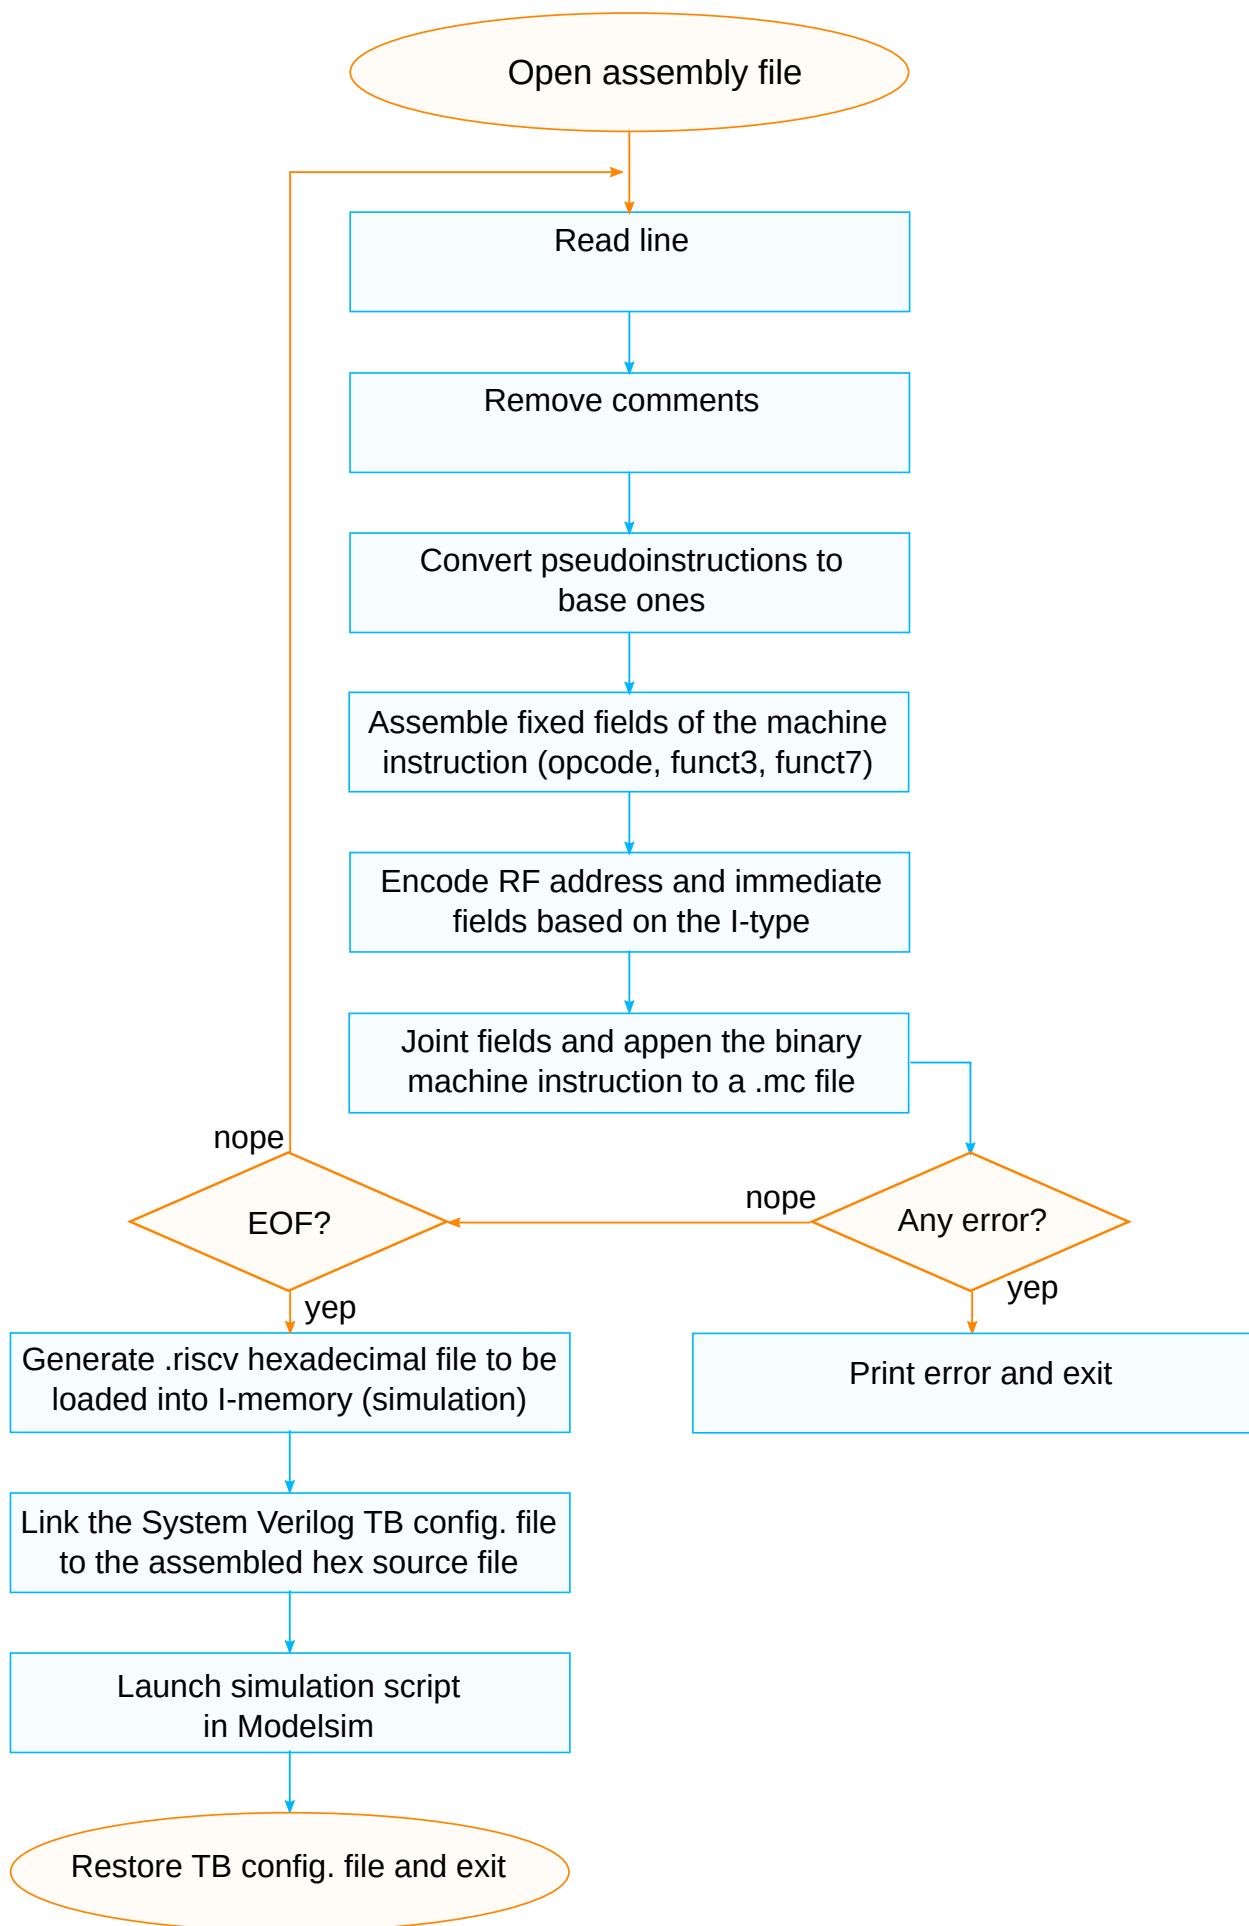 Open assembly file
Read line
Remove comments
Convert pseudoinstructions to
base ones
Assemble fixed fields of the machine
instruction (opcode, funct3, funct7)
Encode RF address and immediate
fields based on the I-type
Joint fields and appen the binary
machine instruction to a .mc file
nope
nope
EOF?
Any error?
yep
yep
Generate .riscv hexadecimal file to be
loaded into I-memory (simulation)
Print error and exit
Link the System Verilog TB config. file
to the assembled hex source file
Launch simulation script
in Modelsim
Restore TB config. file and exit